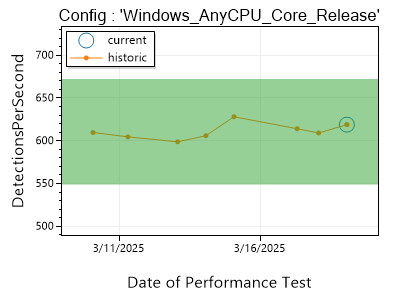 Config : 'Windows_AnyCPU_Core_Release'
current
historic
DetectionsPerSecond
700
650
600
550
500
3/11/2025
3/16/2025
Date of Performance Test